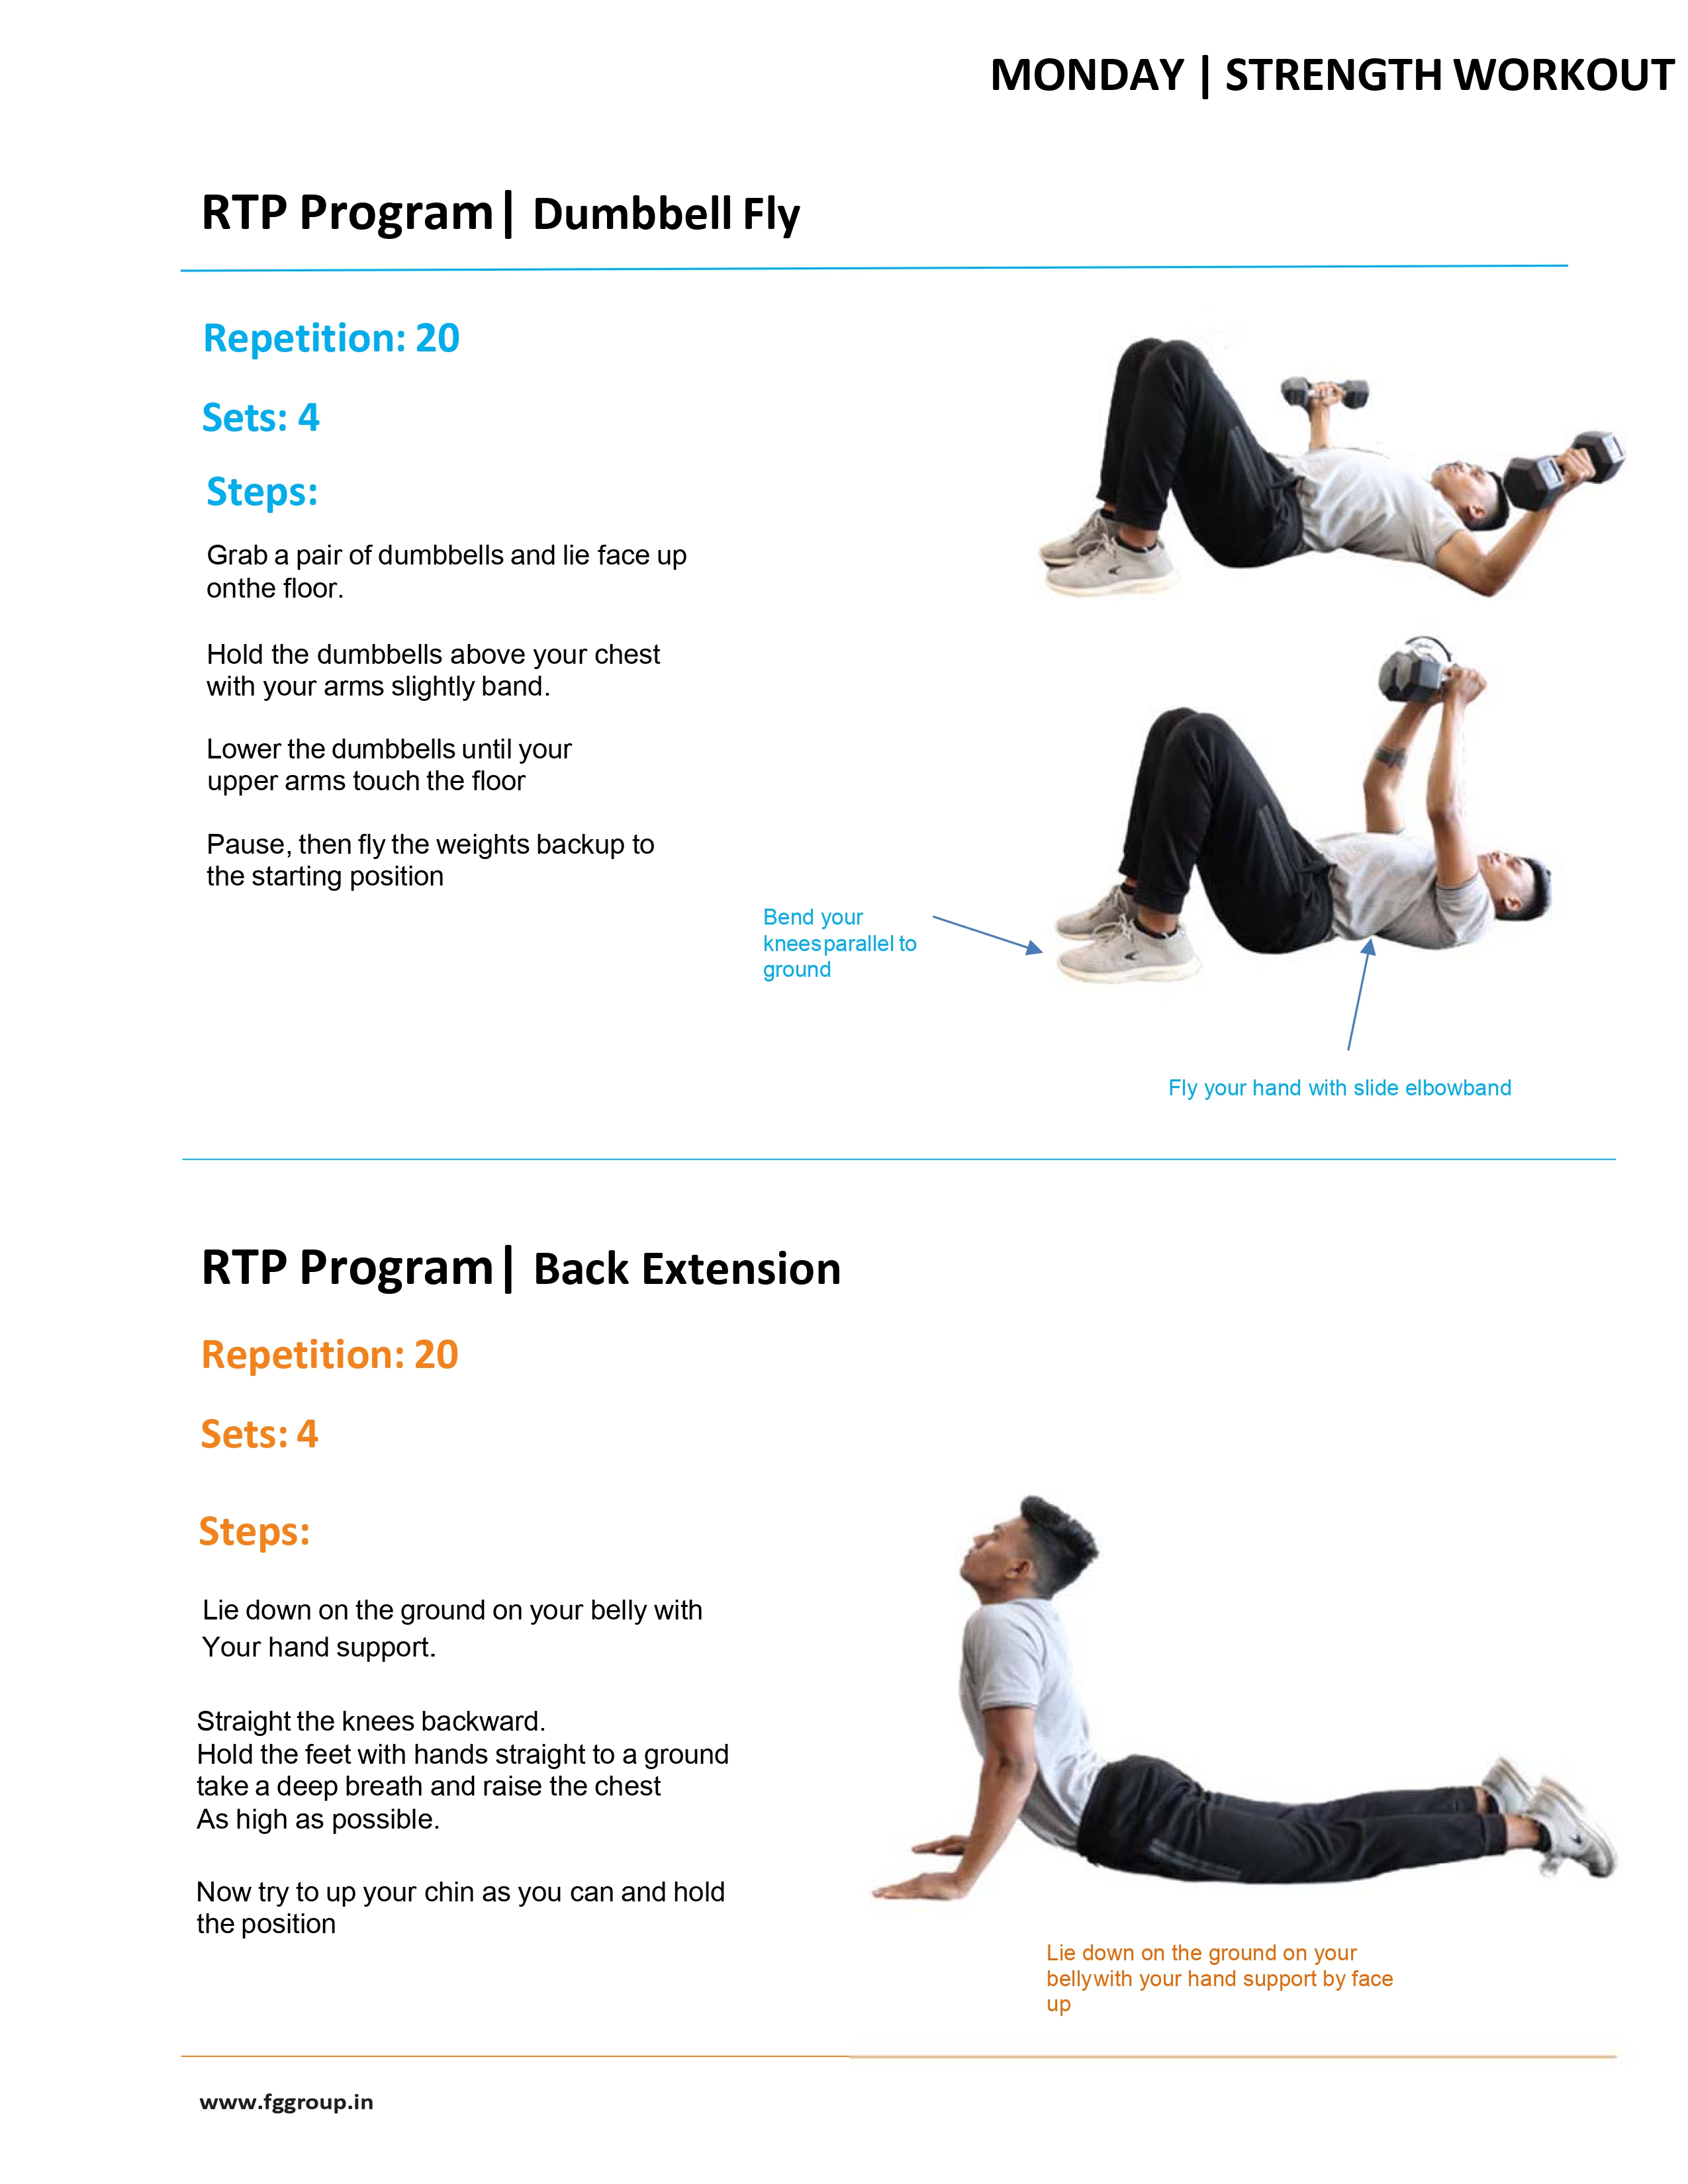 MONDAY | STRENGTH WORKOUT
RTP Program| Dumbbell Fly
Repetition: 20
Sets: 4
Steps:
Grab a pair of dumbbells and lie face up
onthe floor.
Hold the dumbbells above your chest
with your arms slightly band.
Lower the dumbbells until your
upper arms touch the floor
Pause, then fly the weights backup to
the starting position
Bend your
kneesparallel to
ground
Fly your hand with slide elbowband
RTP Program| Back Extension
Repetition: 20
Sets: 4
Steps:
Lie down on the ground on your belly with
Your hand support.
Straight the knees backward.
Hold the feet with hands straight to a ground
take a deep breath and raise the chest
As high as possible.
Now try to up your chin as you can and hold
the position
Lie down on the ground on your
bellywith your hand support by face
up
www.fggroup.in